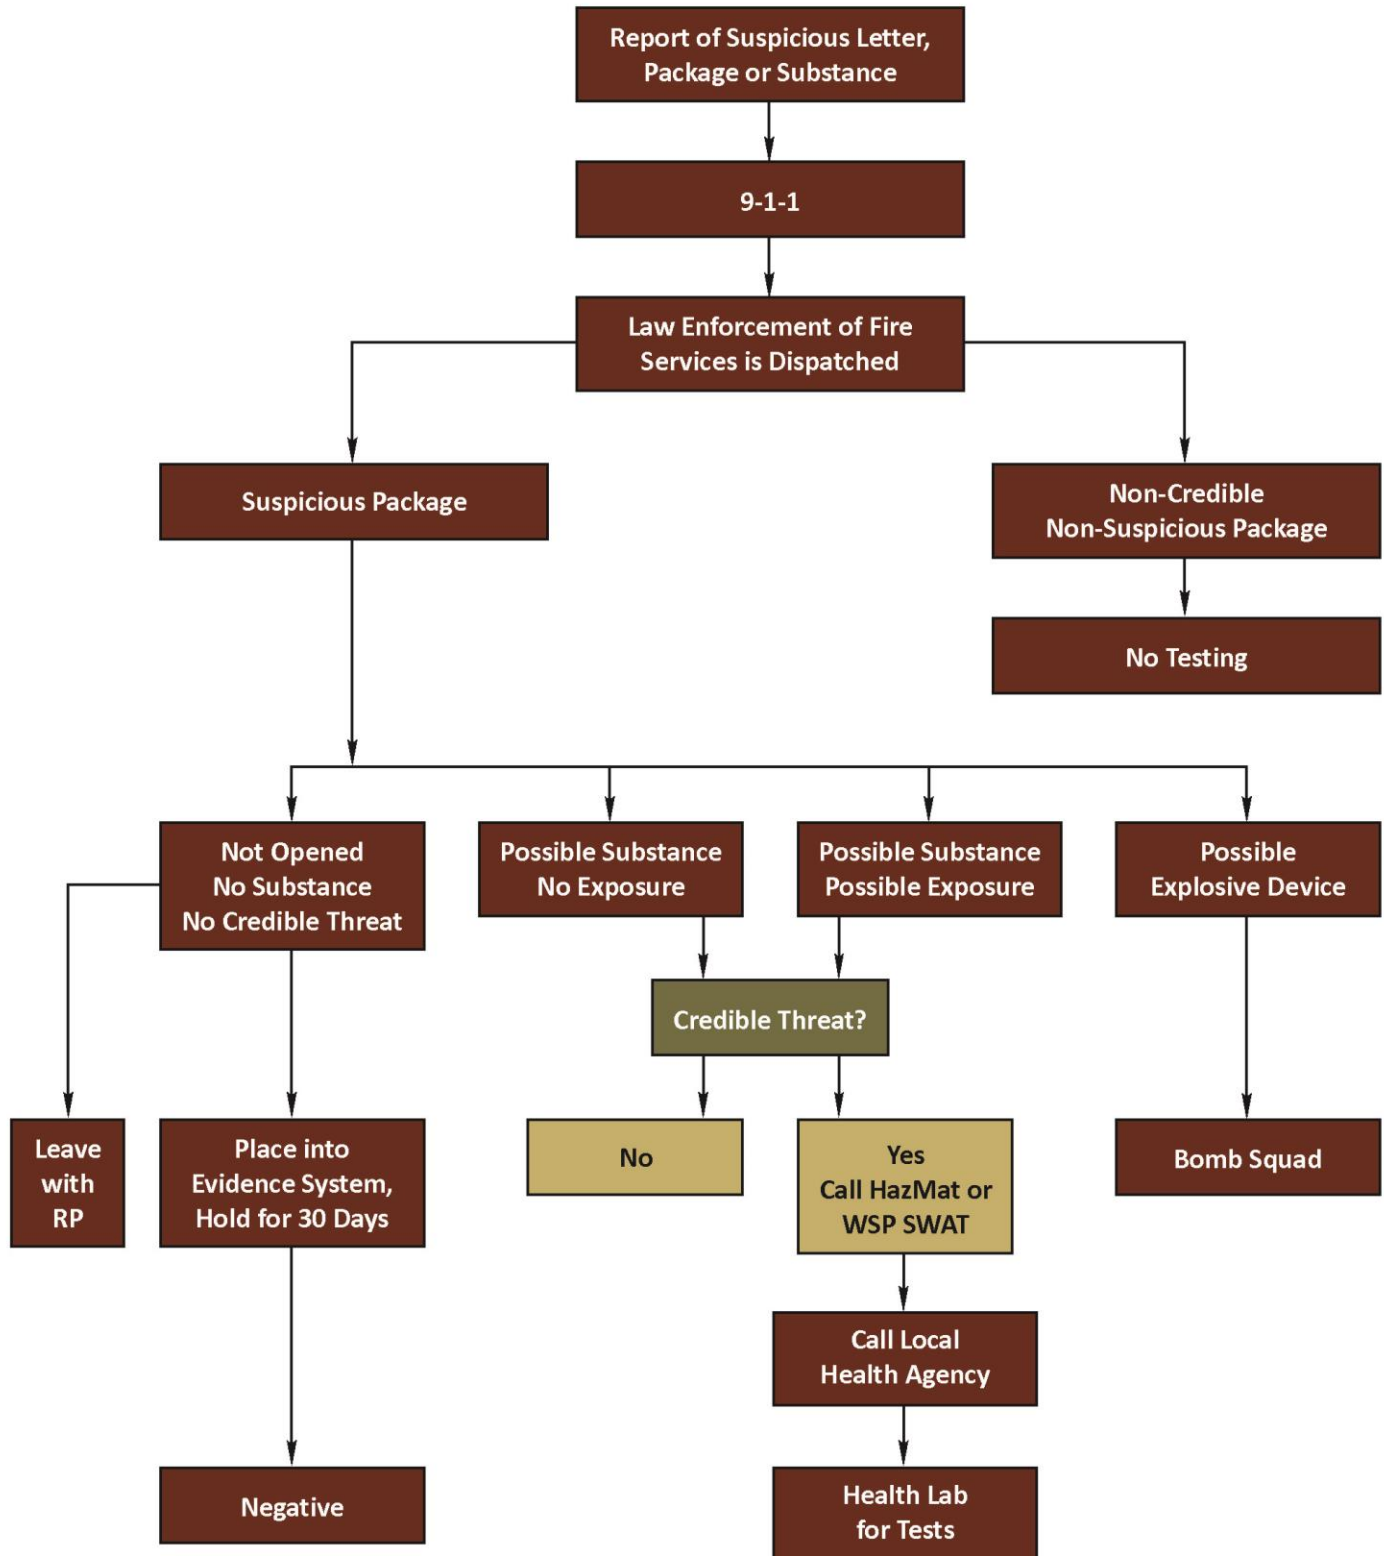 Report of Suspicious Letter,
Package or Substance
9-1-1
Law Enforcement of Fire
Services is Dispatched
Suspicious Package
Non-Credible
Non-Suspicious Package
No Testing
Not Opened
No Substance
No Credible Threat
Possible Substance
No Exposure
Possible Substance
Possible Exposure
Possible
Explosive Device
Credible Threat?
Leave
with
RP
Place into
Evidence System,
Hold for 30 Days
No
Yes
Call HazMat or
WSP SWAT
Bomb Squad
Call Local
Health Agency
Negative
Health Lab
for Tests